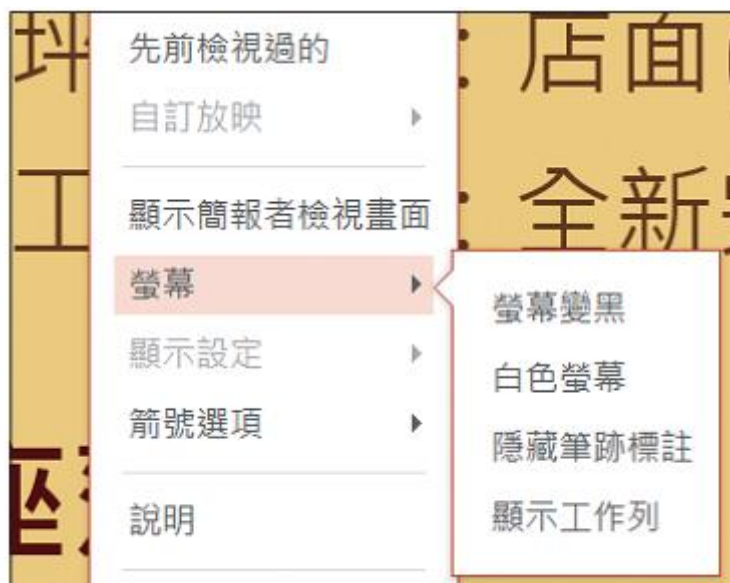 坪
: 店面
先前檢視過的
自訂放映
工
: 全新
顯示簡報者檢視畫面
螢幕
螢幕變黑
白色螢幕
隱藏筆跡標註
顯示工作列
顯示設定
箭號選項
說明